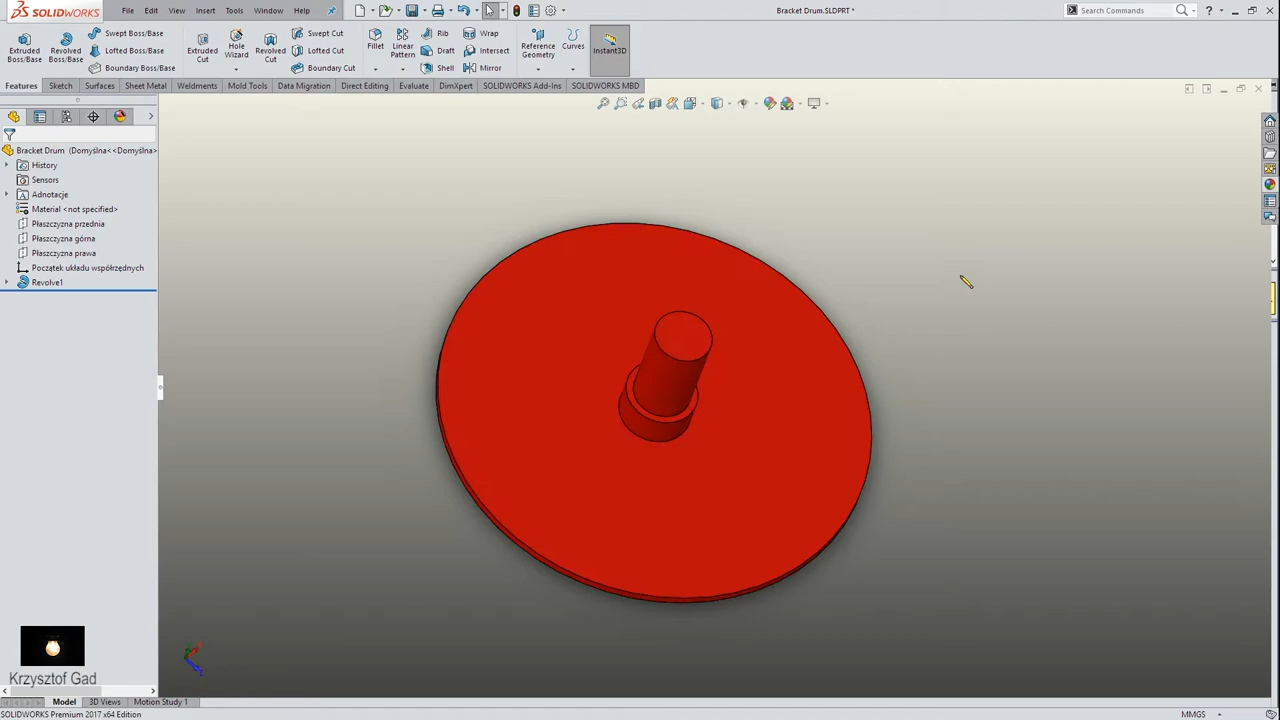 SOLIDWORKS File Edit View Insert Tools Window Help Bracket Drum.SLDPRT * Search Commands ?
Extruded Boss/Base Revolved Boss/Base Swept Boss/Base Lofted Boss/Base Boundary Boss/Base Extruded Cut Hole Wizard Revolved Cut Swept Cut Lofted Cut Boundary Cut Fillet Linear Pattern Rib Draft Shell Wrap Intersect Mirror Reference Geometry Curves Instant3D
Features Sketch Surfaces Sheet Metal Weldments Mold Tools Data Migration Direct Editing Evaluate DimXpert SOLIDWORKS Add-Ins SOLIDWORKS MBD
Bracket Drum (Domyślna<<Domyślna>
History
Sensors
Adnotacje
Material <not specified>
Płaszczyzna przednia
Płaszczyzna górna
Płaszczyzna prawa
Początek układu współrzędnych
Revolve1
Krzysztof Gad
Model 3D Views Motion Study 1
SOLIDWORKS Premium 2017 x64 Edition MMGS